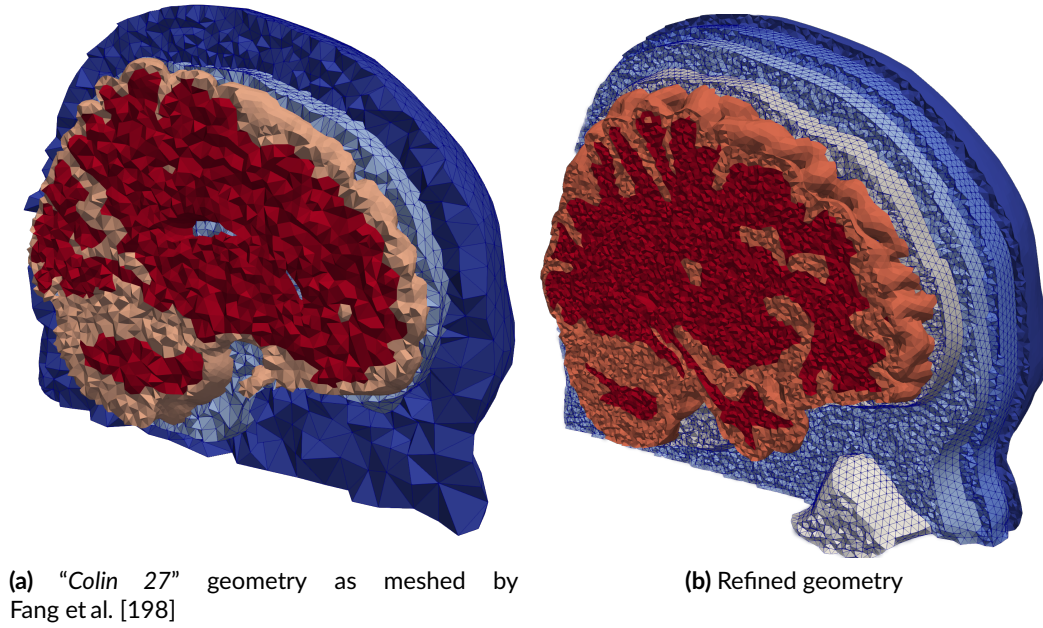 (a) “Colin 27” geometry as meshed by
Fang et al. [198]
(b) Refined geometry